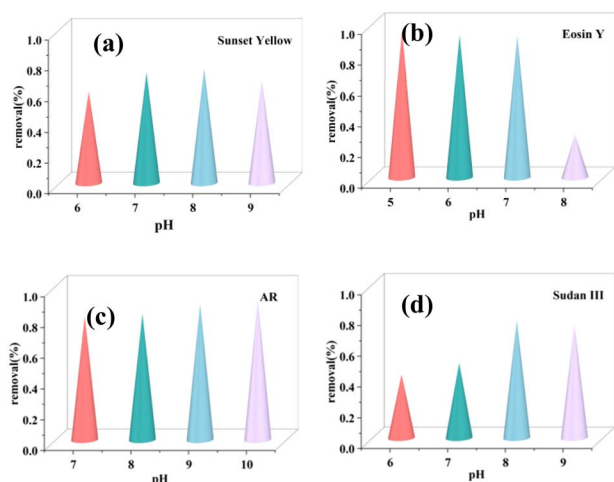 (a)
Sunset Yellow
removal(%)
1.0
0.8
0.6
0.4
0.2
0.0
6 7 8 9
pH
(b)
Eosin Y
removal(%)
1.0
0.8
0.6
0.4
0.2
0.0
5 6 7 8
pH
(c)
AR
removal(%)
1.0
0.8
0.6
0.4
0.2
0.0
7 8 9 10
pH
(d)
Sudan III
removal(%)
1.0
0.8
0.6
0.4
0.2
0.0
6 7 8 9
pH